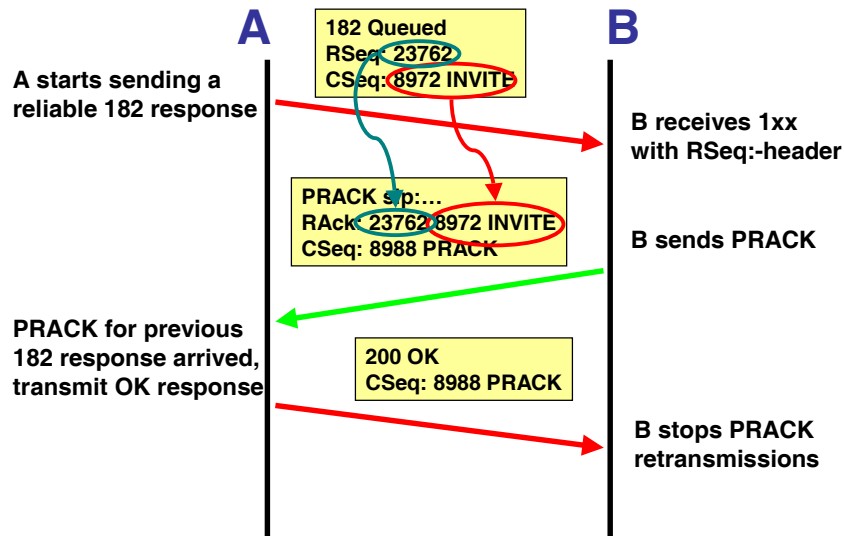 A
B
182 Queued
RSeq: 23762
CSeq: 8972 INVITE
A starts sending a
reliable 182 response
B receives 1xx
with RSeq:-header
PRACK sip:...
RAck: 23762 8972 INVITE
CSeq: 8988 PRACK
B sends PRACK
PRACK for previous
182 response arrived,
transmit OK response
200 OK
CSeq: 8988 PRACK
B stops PRACK
retransmissions